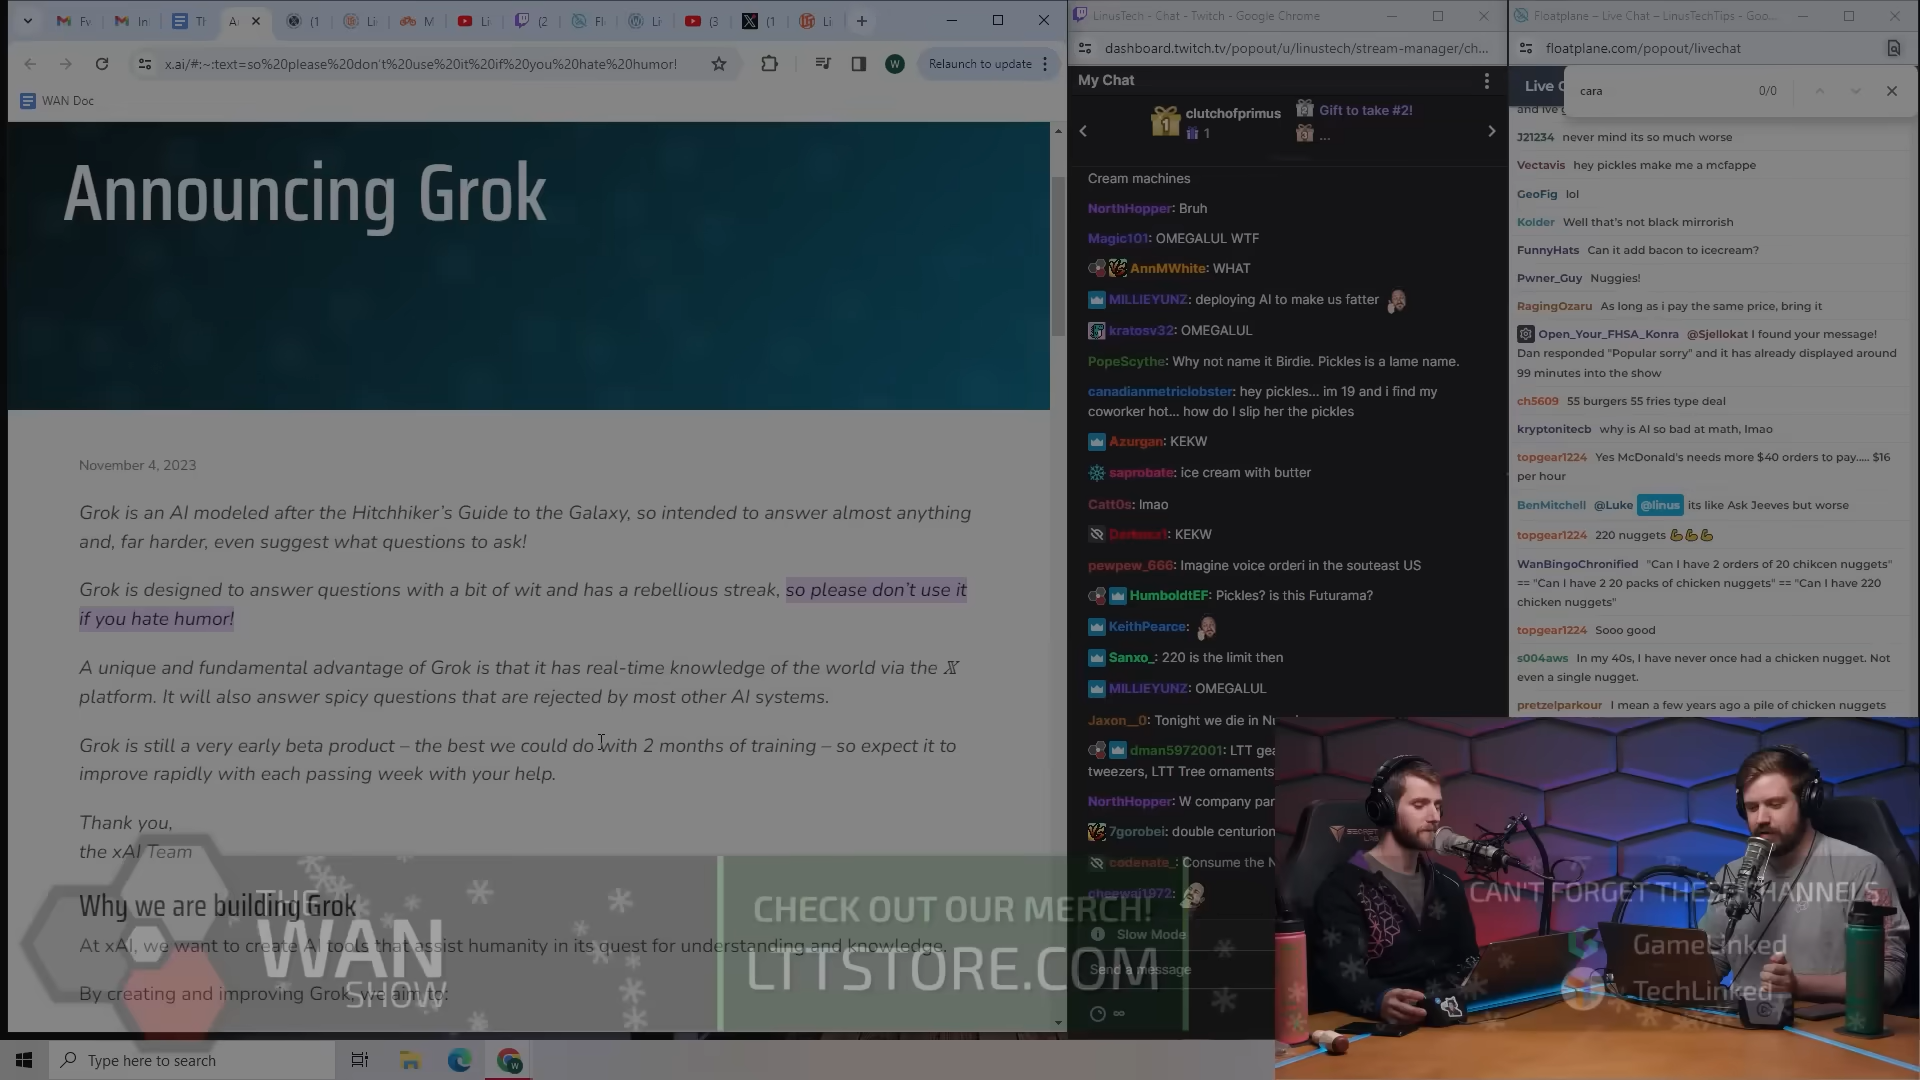 Fv
In
Th
Ai
(1
Li
M
Li
(2
Fl
Li
(3
(1
Li
x.ai/#:~:text=so%20please%20don't%20use%20it%20if%20you%20hate%20humor!
W
Relaunch to update
WAN Doc
Announcing Grok
November 4, 2023
Grok is an AI modeled after the Hitchhiker's Guide to the Galaxy, so intended to answer almost anything
and, far harder, even suggest what questions to ask!
Grok is designed to answer questions with a bit of wit and has a rebellious streak, so please don't use it
if you hate humor!
A unique and fundamental advantage of Grok is that it has real-time knowledge of the world via the 𝕏
platform. It will also answer spicy questions that are rejected by most other AI systems.
Grok is still a very early beta product – the best we could do with 2 months of training – so expect it to
improve rapidly with each passing week with your help.
Thank you,
the xAI Team
Why we are building Grok
At xAI, we want to create AI tools that assist humanity in its quest for understanding and knowledge.
By creating and improving Grok, we aim to:
THE
WAN
SHOW
CHECK OUT OUR MERCH!
LTTSTORE.COM
Type here to search
LinusTech - Chat - Twitch - Google Chrome
dashboard.twitch.tv/popout/u/linustech/stream-manager/ch...
My Chat
1
clutchofprimus
1
Gift to take #2!
...
Cream machines
NorthHopper: Bruh
Magic101: OMEGALUL WTF
AnnMWhite: WHAT
MILLIEYUNZ: deploying AI to make us fatter
kratosv32: OMEGALUL
PopeScythe: Why not name it Birdie. Pickles is a lame name.
canadianmetriclobster: hey pickles... im 19 and i find my
coworker hot... how do I slip her the pickles
Azurgan: KEKW
saprobate: ice cream with butter
Catt0s: lmao
KEKW
pewpew_666: Imagine voice orderi in the souteast US
HumboldtEF: Pickles? is this Futurama?
KeithPearce:
Sanxo_: 220 is the limit then
MILLIEYUNZ: OMEGALUL
Jaxon__0: Tonight we die in Nu
dman5972001: LTT gea
tweezers, LTT Tree ornaments
NorthHopper: W company par
7gorobei: double centurion
codenate_: Consume the N
cheewai1972:
Slow Mode
Send a message
∞
Floatplane – Live Chat – LinusTechTips - Goo...
floatplane.com/popout/livechat
Live C
cara
0/0
J21234 never mind its so much worse
Vectavis hey pickles make me a mcfappe
GeoFig lol
Kolder Well that's not black mirrorish
FunnyHats Can it add bacon to icecream?
Pwner_Guy Nuggies!
RagingOzaru As long as i pay the same price, bring it
Open_Your_FHSA_Konra @Sjellokat I found your message!
Dan responded "Popular sorry" and it has already displayed around
99 minutes into the show
ch5609 55 burgers 55 fries type deal
kryptonitecb why is AI so bad at math, lmao
topgear1224 Yes McDonald's needs more $40 orders to pay..... $16
per hour
BenMitchell @Luke @linus its like Ask Jeeves but worse
topgear1224 220 nuggets 💪💪💪
WanBingoChronified "Can I have 2 orders of 20 chikcen nuggets"
== "Can I have 2 20 packs of chicken nuggets" == "Can I have 220
chicken nuggets"
topgear1224 Sooo good
s004aws In my 40s, I have never once had a chicken nugget. Not
even a single nugget.
pretzelparkour I mean a few years ago a pile of chicken nuggets
CAN'T FORGET THESE CHANNELS
GameLinked
TechLinked